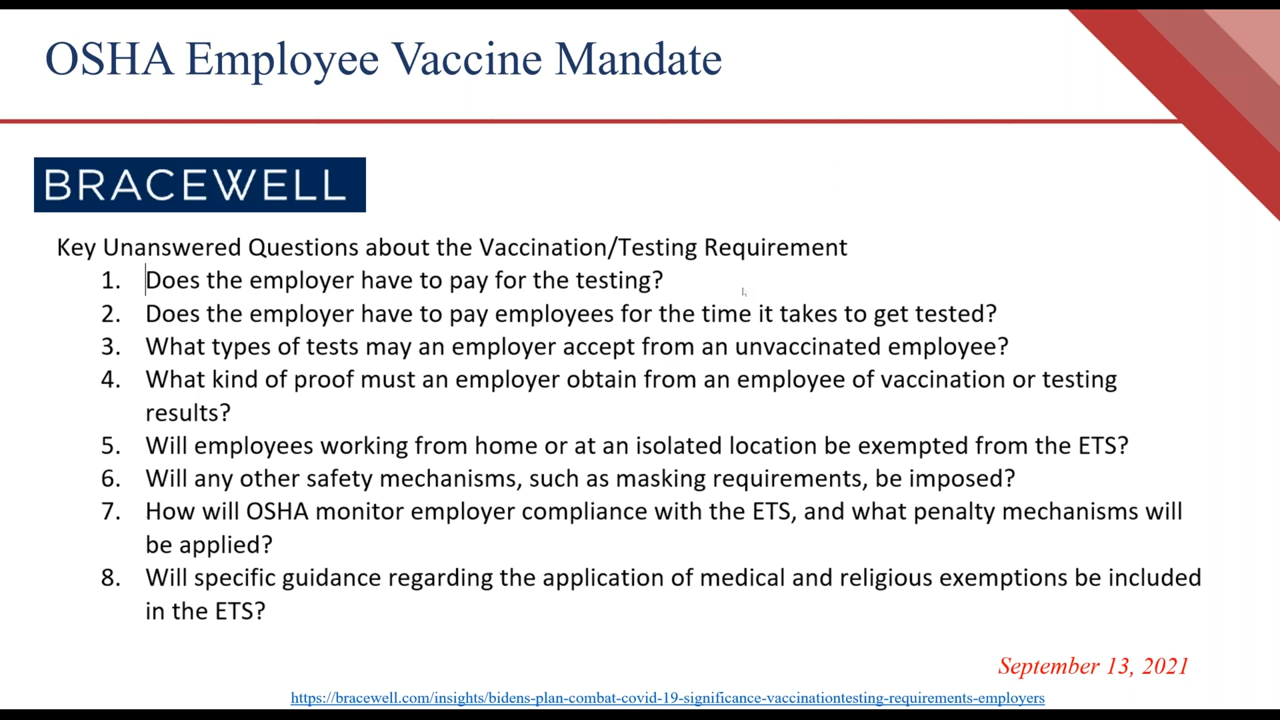 OSHA Employee Vaccine Mandate
BRACEWELL
Key Unanswered Questions about the Vaccination/Testing Requirement
1. Does the employer have to pay for the testing?
2. Does the employer have to pay employees for the time it takes to get tested?
3. What types of tests may an employer accept from an unvaccinated employee?
4. What kind of proof must an employer obtain from an employee of vaccination or testing
results?
5. Will employees working from home or at an isolated location be exempted from the ETS?
6. Will any other safety mechanisms, such as masking requirements, be imposed?
7. How will OSHA monitor employer compliance with the ETS, and what penalty mechanisms will
be applied?
8. Will specific guidance regarding the application of medical and religious exemptions be included
in the ETS?
September 13, 2021
https://bracewell.com/insights/bidens-plan-combat-covid-19-significance-vaccinationtesting-requirements-employers